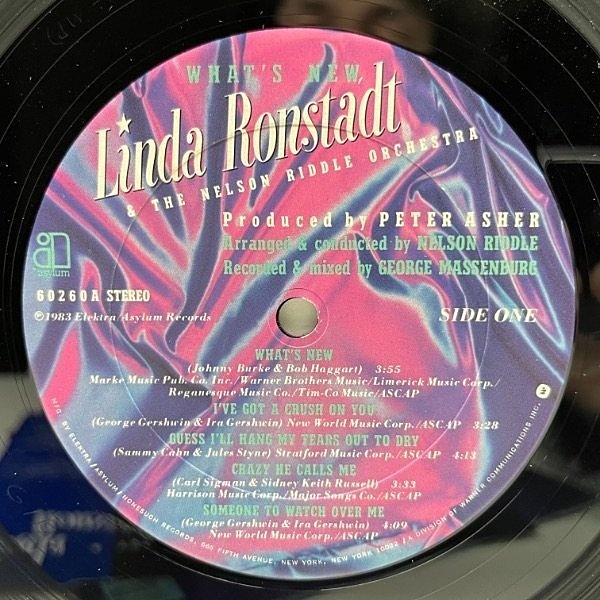 WHAT'S NEW
Linda Ronstadt
& THE NELSON RIDDLE ORCHESTRA
Produced by PETER ASHER
Arranged & conducted by NELSON RIDDLE
Recorded & mixed by GEORGE MASSENBURG
asylum
60260A STEREO
℗1983 Elektra/Asylum Records
SIDE ONE
WHAT'S NEW
(Johnny Burke & Bob Haggart) 3:55
Marke Music Pub. Co. Inc./Warner Brothers Music/Limerick Music Corp./
Reganesque Music Co./Tim-Co Music/ASCAP
I'VE GOT A CRUSH ON YOU
(George Gershwin & Ira Gershwin) New World Music Corp./ASCAP 3:28
GUESS I'LL HANG MY TEARS OUT TO DRY
(Sammy Cahn & Jules Styne) Stratford Music Corp./ASCAP 4:13
CRAZY HE CALLS ME
(Carl Sigman & Sidney Keith Russell) 3:33
Harrison Music Corp./Major Songs Co./ASCAP
SOMEONE TO WATCH OVER ME
(George Gershwin & Ira Gershwin) 4:09
New World Music Corp./ASCAP
MFG. BY ELEKTRA/ASYLUM/NONESUCH RECORDS, 665 FIFTH AVENUE, NEW YORK, NEW YORK 10022 / A DIVISION OF WARNER COMMUNICATIONS INC.